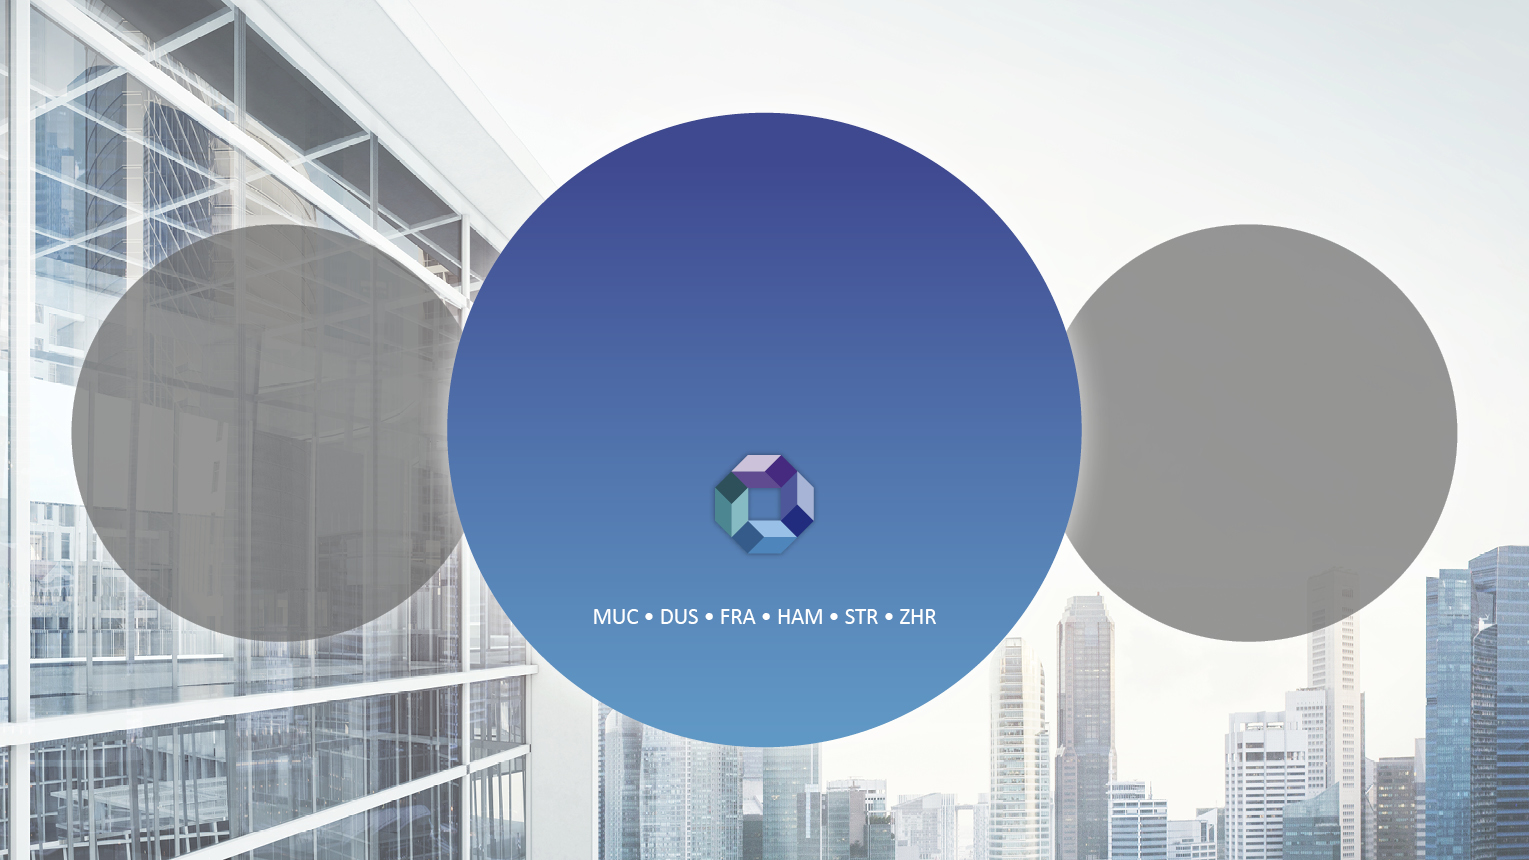 MUC • DUS • FRA • HAM • STR • ZHR